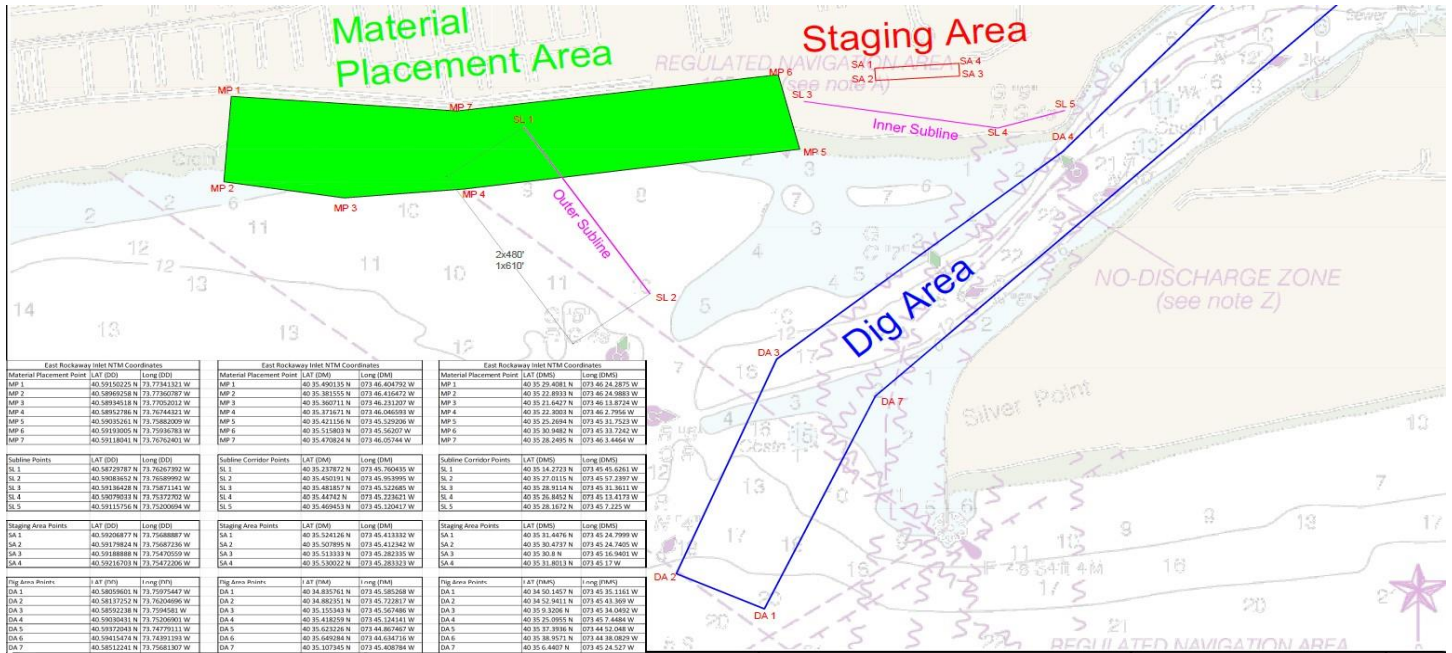 Material
Placement Area
Staging Area
REGULATED NAVIGATION AREA
(see note A)
SA 1
SA 4
SA 2
SA 3
MP 1
MP 7
MP 6
SL 1
SL 3
SL 4
SL 5
Inner Subline
DA 4
MP 5
MP 2
MP 3
MP 4
Outer Subline
2x480'
1x610'
SL 2
NO-DISCHARGE ZONE
(see note Z)
Dig Area
DA 3
DA 7
Silver Point
DA 2
DA 1
REGULATED NAVIGATION AREA
East Rockaway Inlet NTM Coordinates
Material Placement Point LAT (DD) Long (DD)
MP 1 40.59150225 N 73.77341321 W
MP 2 40.58969258 N 73.77360787 W
MP 3 40.58934518 N 73.77052012 W
MP 4 40.58952786 N 73.76744321 W
MP 5 40.59035261 N 73.75882009 W
MP 6 40.59193005 N 73.75936783 W
MP 7 40.59118041 N 73.76762401 W
Subline Points LAT (DD) Long (DD)
SL 1 40.58729787 N 73.76267392 W
SL 2 40.59083652 N 73.76589992 W
SL 3 40.59136428 N 73.75871141 W
SL 4 40.59079033 N 73.75372702 W
SL 5 40.59115756 N 73.75200694 W
Staging Area Points LAT (DD) Long (DD)
SA 1 40.59206877 N 73.75688887 W
SA 2 40.59179824 N 73.75687236 W
SA 3 40.59188888 N 73.75470559 W
SA 4 40.59216703 N 73.75472206 W
Dig Area Points LAT (DD) Long (DD)
DA 1 40.58059601 N 73.75975447 W
DA 2 40.58137252 N 73.76204696 W
DA 3 40.58592238 N 73.7594581 W
DA 4 40.59030431 N 73.75206901 W
DA 5 40.59372043 N 73.74779111 W
DA 6 40.59415474 N 73.74391193 W
DA 7 40.58512241 N 73.75681307 W
East Rockaway Inlet NTM Coordinates
Material Placement Point LAT (DM) Long (DM)
MP 1 40 35.490135 N 073 46.404792 W
MP 2 40 35.381555 N 073 46.416472 W
MP 3 40 35.360711 N 073 46.231207 W
MP 4 40 35.371671 N 073 46.046593 W
MP 5 40 35.421156 N 073 45.529206 W
MP 6 40 35.515803 N 073 45.56207 W
MP 7 40 35.470824 N 073 46.05744 W
Subline Corridor Points LAT (DM) Long (DM)
SL 1 40 35.237872 N 073 45.760435 W
SL 2 40 35.450191 N 073 45.953995 W
SL 3 40 35.481857 N 073 45.522685 W
SL 4 40 35.44742 N 073 45.223621 W
SL 5 40 35.469453 N 073 45.120417 W
Staging Area Points LAT (DM) Long (DM)
SA 1 40 35.524126 N 073 45.413332 W
SA 2 40 35.507895 N 073 45.412342 W
SA 3 40 35.513333 N 073 45.282335 W
SA 4 40 35.530022 N 073 45.283323 W
Dig Area Points LAT (DM) Long (DM)
DA 1 40 34.835761 N 073 45.585268 W
DA 2 40 34.882351 N 073 45.722817 W
DA 3 40 35.155343 N 073 45.567486 W
DA 4 40 35.418259 N 073 45.124141 W
DA 5 40 35.623226 N 073 44.867467 W
DA 6 40 35.649284 N 073 44.634716 W
DA 7 40 35.107345 N 073 45.408784 W
East Rockaway Inlet NTM Coordinates
Material Placement Point LAT (DMS) Long (DMS)
MP 1 40 35 29.4081 N 073 46 24.2875 W
MP 2 40 35 22.8933 N 073 46 24.9883 W
MP 3 40 35 21.6427 N 073 46 13.8724 W
MP 4 40 35 22.3003 N 073 46 2.7956 W
MP 5 40 35 25.2694 N 073 45 31.7523 W
MP 6 40 35 30.9482 N 073 45 33.7242 W
MP 7 40 35 28.2495 N 073 46 3.4464 W
Subline Corridor Points LAT (DMS) Long (DMS)
SL 1 40 35 14.2723 N 073 45 45.6261 W
SL 2 40 35 27.0115 N 073 45 57.2397 W
SL 3 40 35 28.9114 N 073 45 31.3611 W
SL 4 40 35 26.8452 N 073 45 13.4173 W
SL 5 40 35 28.1672 N 073 45 7.225 W
Staging Area Points LAT (DMS) Long (DMS)
SA 1 40 35 31.4476 N 073 45 24.7999 W
SA 2 40 35 30.4737 N 073 45 24.7405 W
SA 3 40 35 30.8 N 073 45 16.9401 W
SA 4 40 35 31.8013 N 073 45 17 W
Dig Area Points LAT (DMS) Long (DMS)
DA 1 40 34 50.1457 N 073 45 35.1161 W
DA 2 40 34 52.9411 N 073 45 43.369 W
DA 3 40 35 9.3206 N 073 45 34.0492 W
DA 4 40 35 25.0955 N 073 45 7.4484 W
DA 5 40 35 37.3936 N 073 44 52.048 W
DA 6 40 35 38.9571 N 073 44 38.0829 W
DA 7 40 35 6.4407 N 073 45 24.527 W